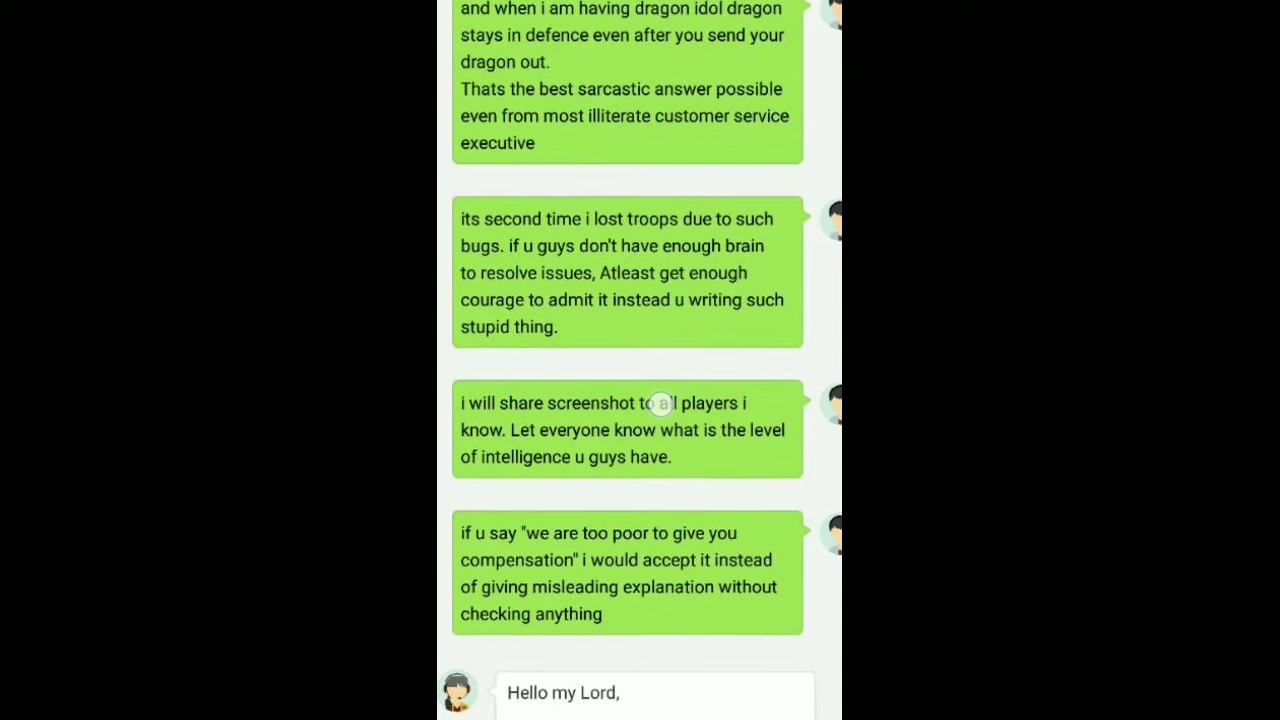 and when i am having dragon idol dragon
stays in defence even after you send your
dragon out.
Thats the best sarcastic answer possible
even from most illiterate customer service
executive
its second time i lost troops due to such
bugs. if u guys don't have enough brain
to resolve issues, Atleast get enough
courage to admit it instead u writing such
stupid thing.
i will share screenshot to all players i
know. Let everyone know what is the level
of intelligence u guys have.
if u say "we are too poor to give you
compensation" i would accept it instead
of giving misleading explanation without
checking anything
Hello my Lord,